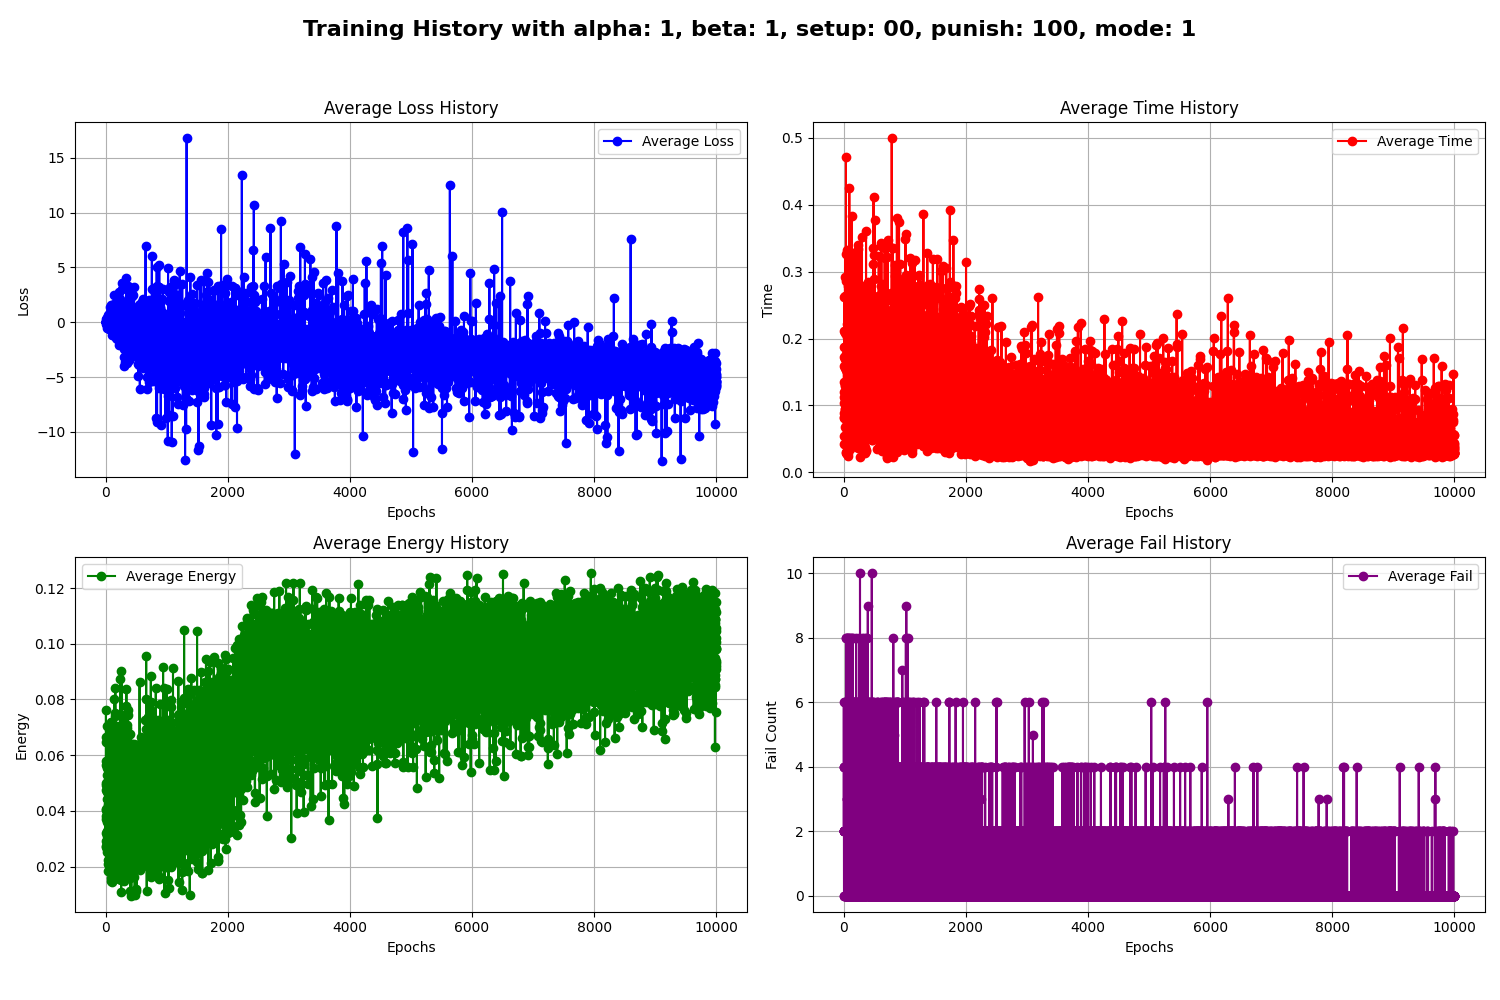 Training History with alpha: 1, beta: 1, setup: 00, punish: 100, mode: 1
Average Loss History
Average Loss
15
10
5
0
−5
−10
Loss
0 2000 4000 6000 8000 10000
Epochs
Average Time History
Average Time
0.5
0.4
0.3
0.2
0.1
0.0
Time
0 2000 4000 6000 8000 10000
Epochs
Average Energy History
Average Energy
0.12
0.10
0.08
0.06
0.04
0.02
Energy
0 2000 4000 6000 8000 10000
Epochs
Average Fail History
Average Fail
10
8
6
4
2
0
Fail Count
0 2000 4000 6000 8000 10000
Epochs